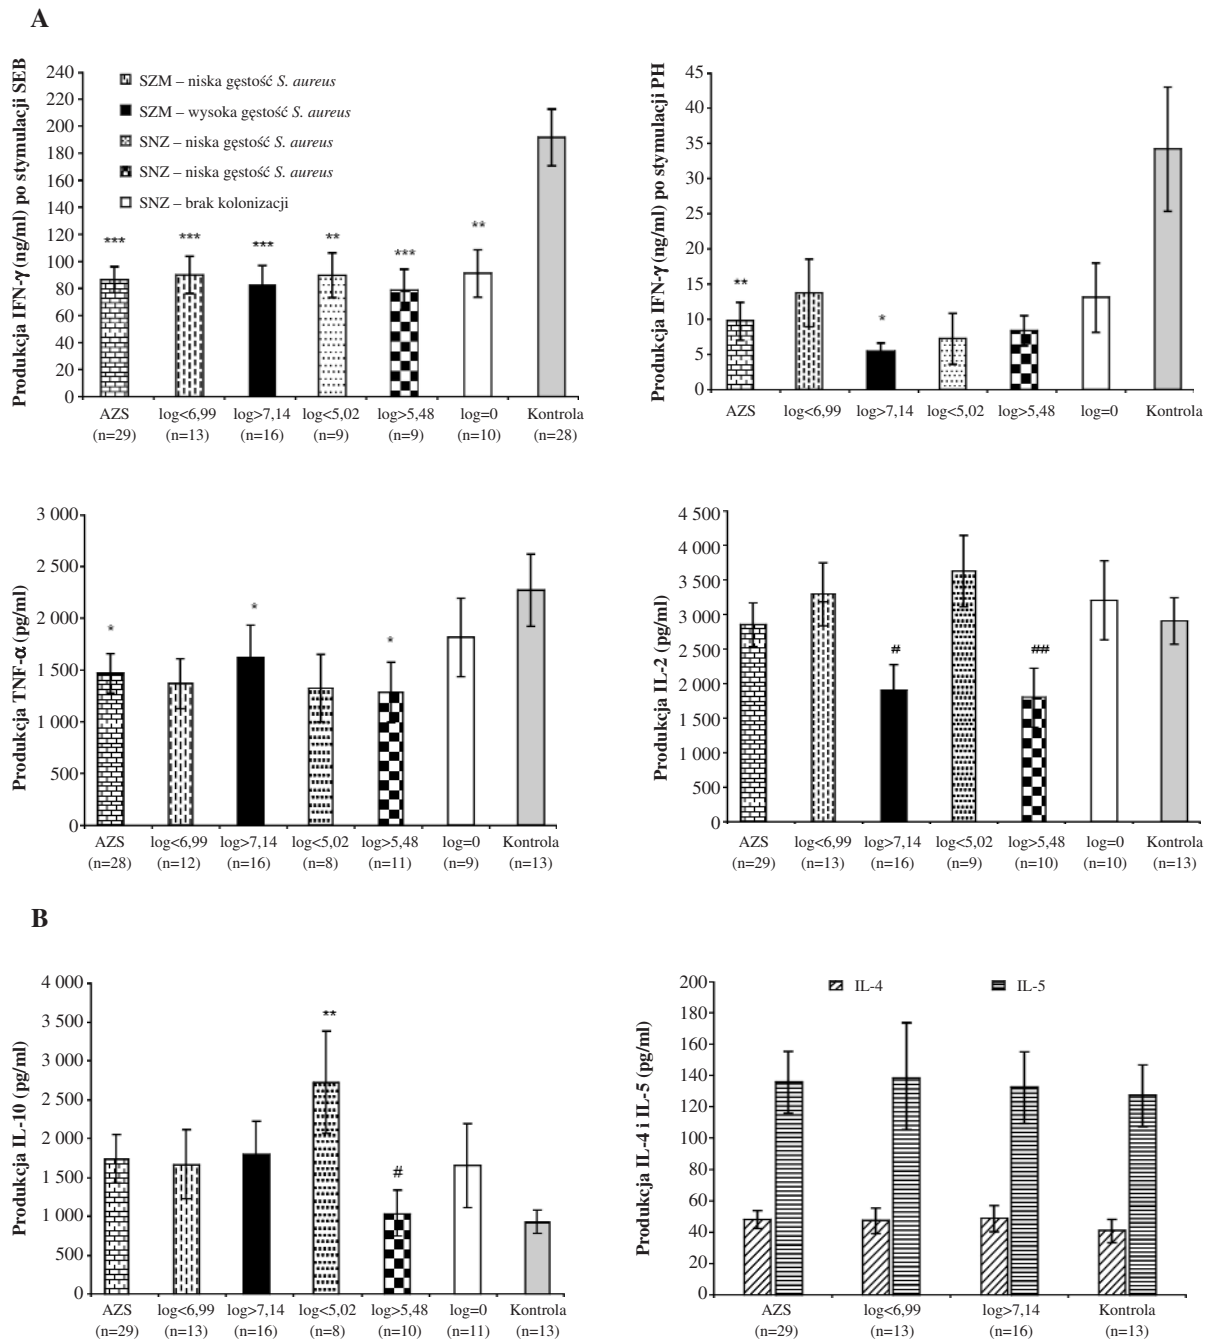 A
Produkcja IFN-γ (ng/ml) po stymulacji SEB
240
220
200
180
160
140
120
100
80
60
40
20
0
SZM – niska gęstość S. aureus
SZM – wysoka gęstość S. aureus
SNZ – niska gęstość S. aureus
SNZ – niska gęstość S. aureus
SNZ – brak kolonizacji
*** *** *** ** *** **
AZS log<6,99 log>7,14 log<5,02 log>5,48 log=0 Kontrola
(n=29) (n=13) (n=16) (n=9) (n=9) (n=10) (n=28)
Produkcja IFN-γ (ng/ml) po stymulacji PH
45
40
35
30
25
20
15
10
5
0
** *
AZS log<6,99 log>7,14 log<5,02 log>5,48 log=0 Kontrola
Produkcja TNF-α (pg/ml)
3 000
2 500
2 000
1 500
1 000
500
0
* * *
AZS log<6,99 log>7,14 log<5,02 log>5,48 log=0 Kontrola
(n=28) (n=12) (n=16) (n=8) (n=11) (n=9) (n=13)
Produkcja IL-2 (pg/ml)
4 500
4 000
3 500
3 000
2 500
2 000
1 500
1 000
500
0
# ##
AZS log<6,99 log>7,14 log<5,02 log>5,48 log=0 Kontrola
(n=29) (n=13) (n=16) (n=9) (n=10) (n=10) (n=13)
B
Produkcja IL-10 (pg/ml)
4 000
3 500
3 000
2 500
2 000
1 500
1 000
500
0
** #
AZS log<6,99 log>7,14 log<5,02 log>5,48 log=0 Kontrola
(n=29) (n=13) (n=16) (n=8) (n=10) (n=11) (n=13)
Produkcja IL-4 i IL-5 (pg/ml)
200
180
160
140
120
100
80
60
40
20
0
IL-4 IL-5
AZS log<6,99 log>7,14 Kontrola
(n=29) (n=13) (n=16) (n=13)